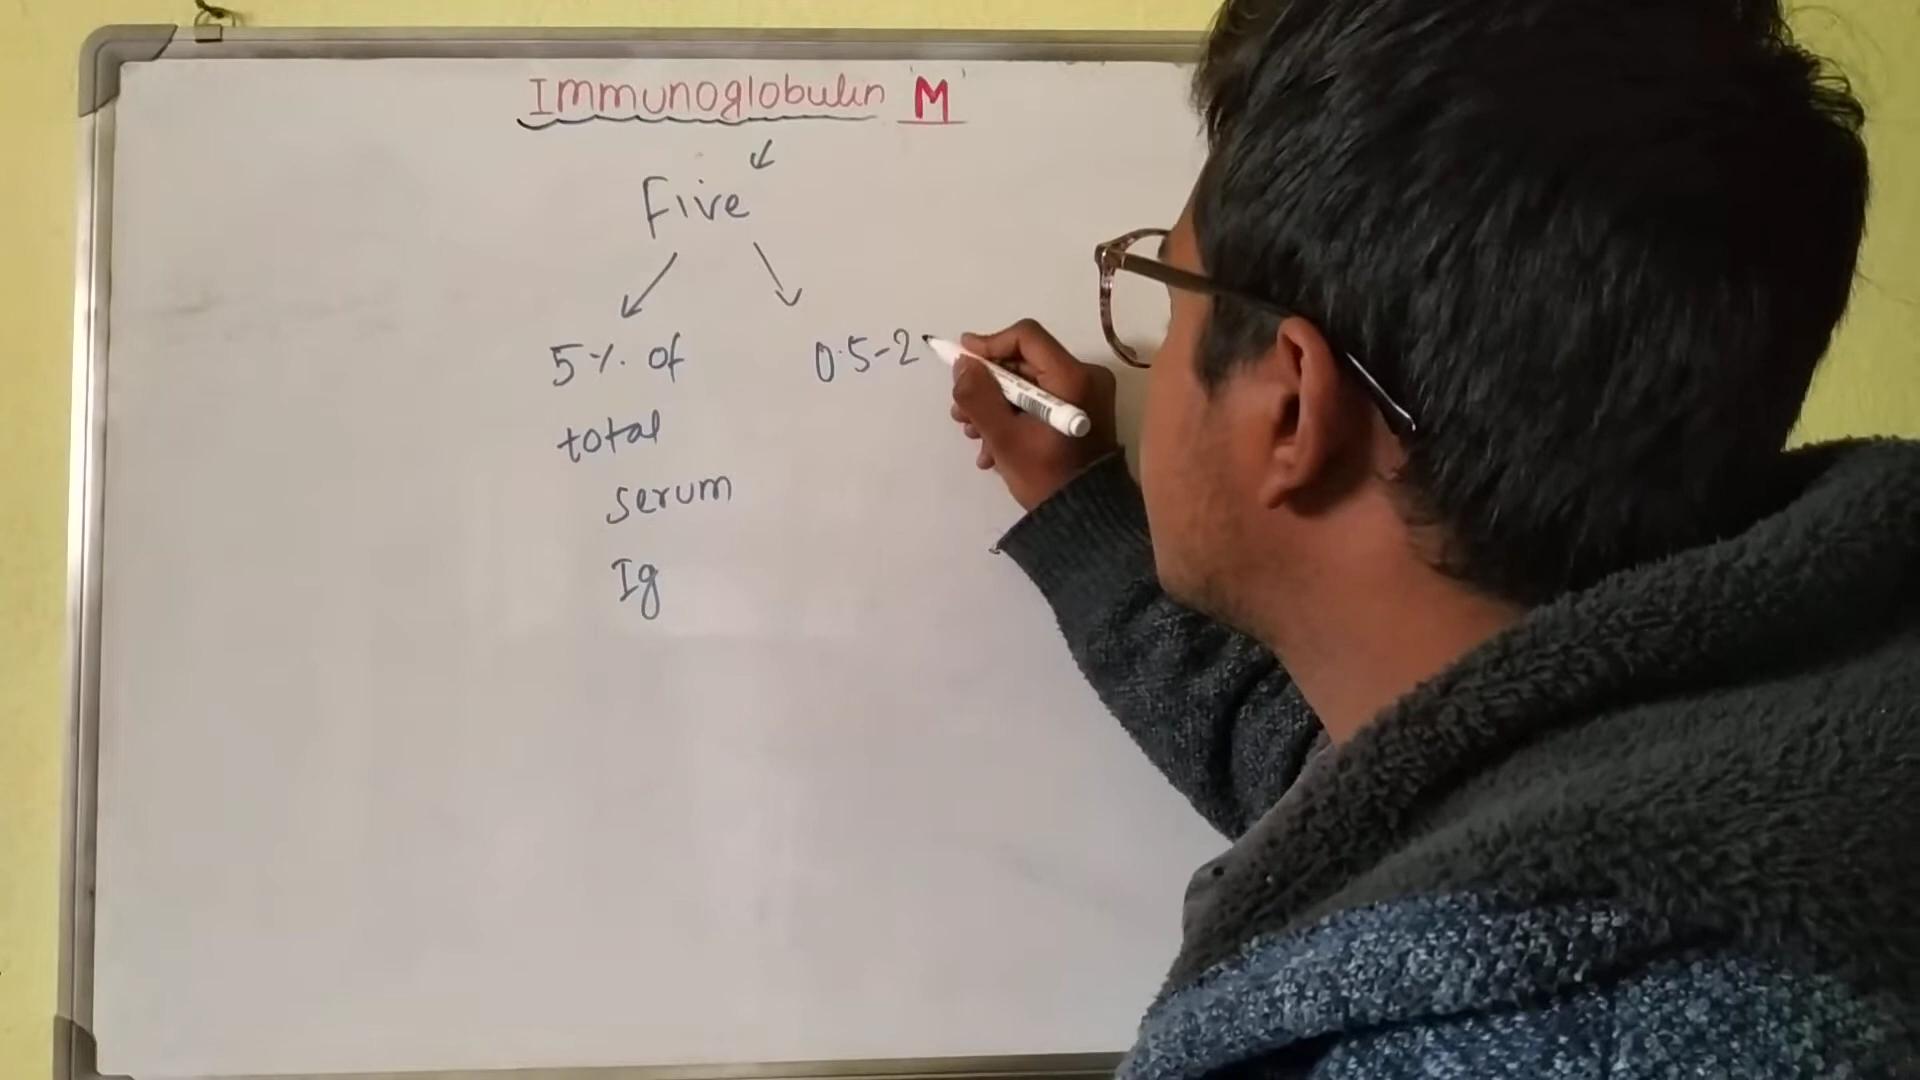 Immunoglobulin 'M'
Five
5%. of
0.5-2
total
serum
Ig